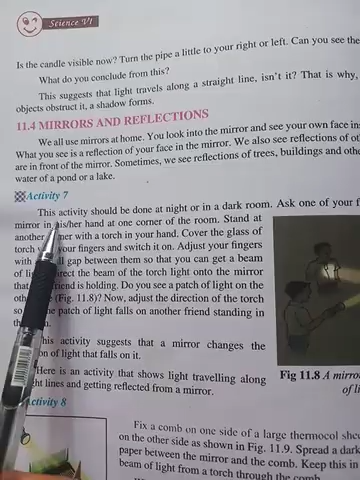 Science VI
Is the candle visible now? Turn the pipe a little to your right or left. Can you see the
What do you conclude from this?
This suggests that light travels along a straight line, isn't it? That is why,
objects obstruct it, a shadow forms.
11.4 MIRRORS AND REFLECTIONS
We all use mirrors at home. You look into the mirror and see your own face in
What you see is a reflection of your face in the mirror. We also see reflections of ot
are in front of the mirror. Sometimes, we see reflections of trees, buildings and othe
water of a pond or a lake.
Activity 7
This activity should be done at night or in a dark room. Ask one of your f
mirror in his/her hand at one corner of the room. Stand at
another with a torch in your hand. Cover the glass of
torch your fingers and switch it on. Adjust your fingers
with gap between them so that you can get a beam
of the beam of the torch light onto the mirror
that is holding. Do you see a patch of light on the
(Fig. 11.8)? Now, adjust the direction of the torch
so patch of light falls on another friend standing in
his activity suggests that a mirror changes the
of light that falls on it.
Here is an activity that shows light travelling along
lines and getting reflected from a mirror.
Fig 11.8 A mirro
of li
ctivity 8
Fix a comb on one side of a large thermocol shee
on the other side as shown in Fig. 11.9. Spread a dark
paper between the mirror and the comb. Keep this in
beam of light from a torch through the comb